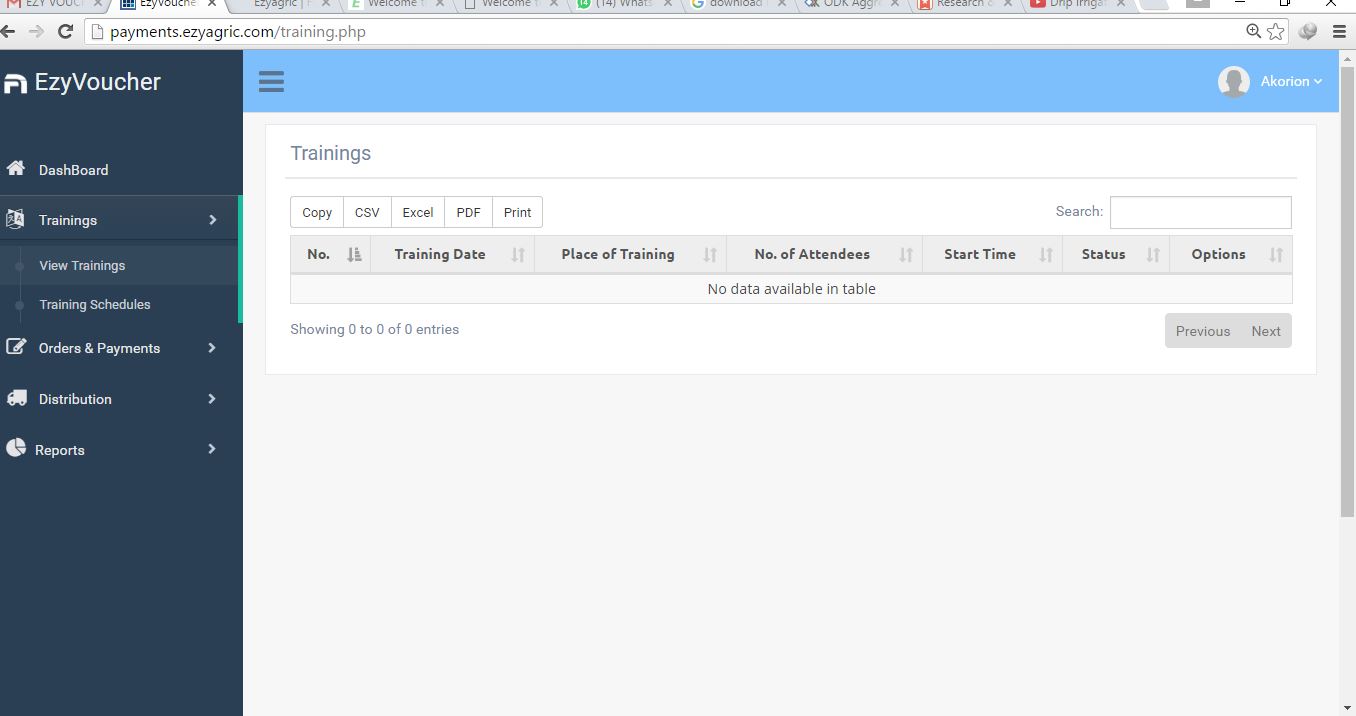 EZY VOUC EzyVouche Ezyagric | Welcome t Welcome t (14) Whats download ODK Aggr Research Drip Irrigat
payments.ezyagric.com/training.php
EzyVoucher
Akorion
Trainings
DashBoard
Trainings
View Trainings
Training Schedules
Orders & Payments
Distribution
Reports
Copy CSV Excel PDF Print
Search:
No. Training Date Place of Training No. of Attendees Start Time Status Options
No data available in table
Showing 0 to 0 of 0 entries
Previous Next